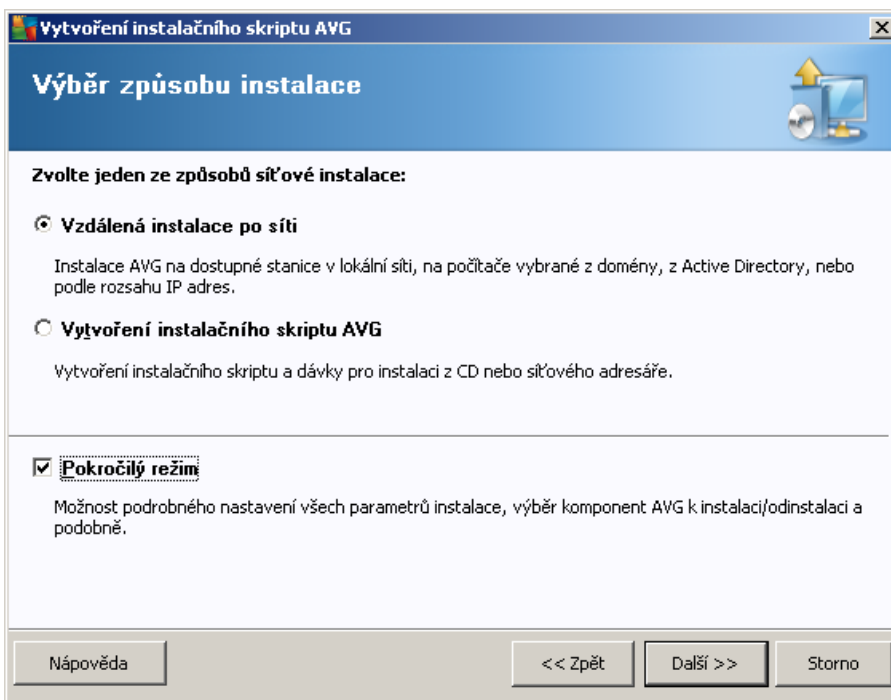 Vytvoření instalačního skriptu AVG
Výběr způsobu instalace
Zvolte jeden ze způsobů síťové instalace:
Vzdálená instalace po síti
Instalace AVG na dostupné stanice v lokální síti, na počítače vybrané z domény, z Active Directory, nebo
podle rozsahu IP adres.
Vytvoření instalačního skriptu AVG
Vytvoření instalačního skriptu a dávky pro instalaci z CD nebo síťového adresáře.
Pokročilý režim
Možnost podrobného nastavení všech parametrů instalace, výběr komponent AVG k instalaci/odinstalaci a
podobně.
Nápověda
<< Zpět
Další >>
Storno